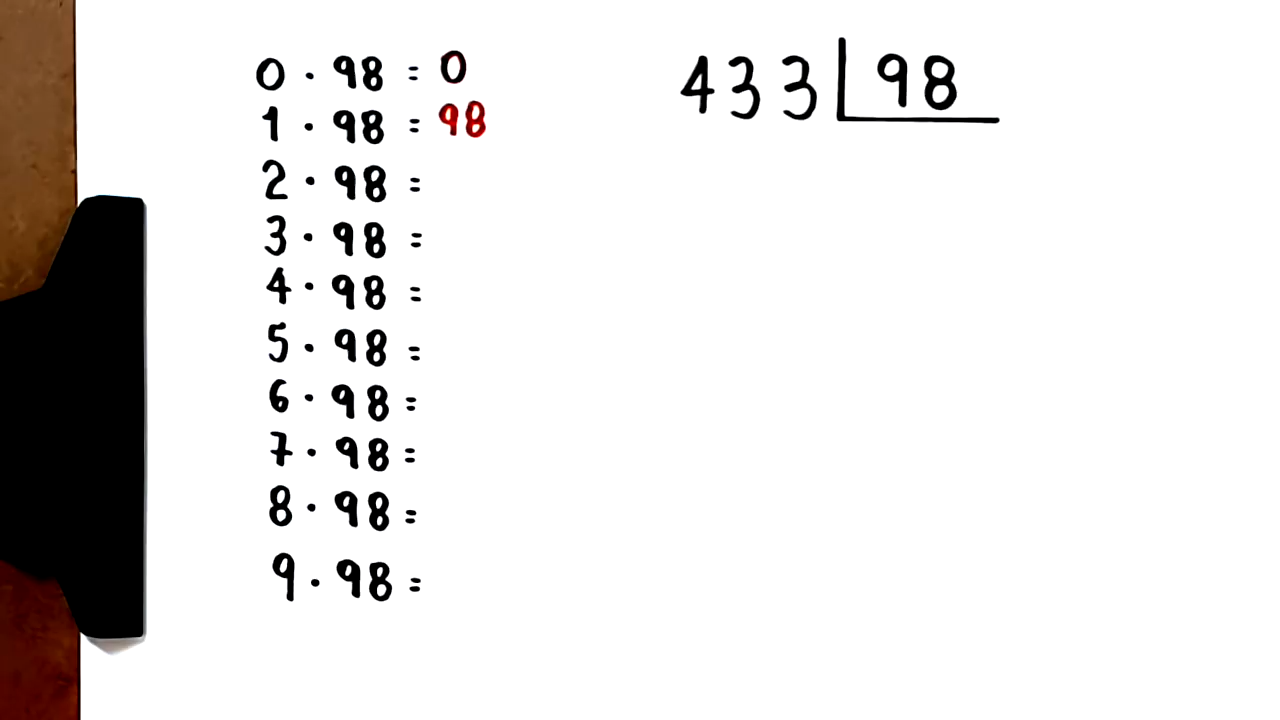 0 · 98 = 0
1 · 98 = 98
2 · 98 =
3 · 98 =
4 · 98 =
5 · 98 =
6 · 98 =
7 · 98 =
8 · 98 =
9 · 98 =
433 98